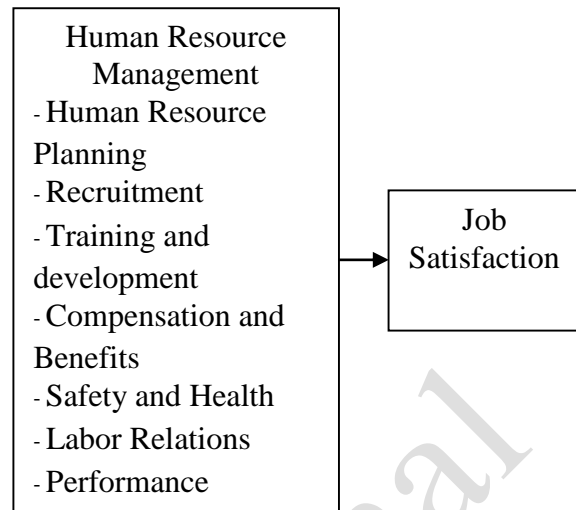 Human Resource
Management
- Human Resource
Planning
- Recruitment
- Training and
development
- Compensation and
Benefits
- Safety and Health
- Labor Relations
- Performance
Job
Satisfaction